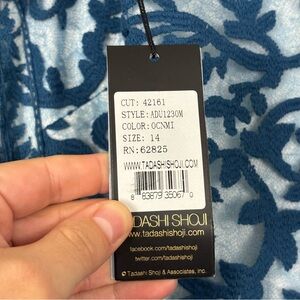 CUT: 42161
STYLE: ADU1230M
COLOR: OCNMI
SIZE: 14
RN: 62825
WWW.TADASHISHOJI.COM
TADASHI SHOJI
www.tadashishoji.com
facebook.com/tadashishoji
twitter.com/tadashishoji
© Tadashi Shoji & Associates, Inc.